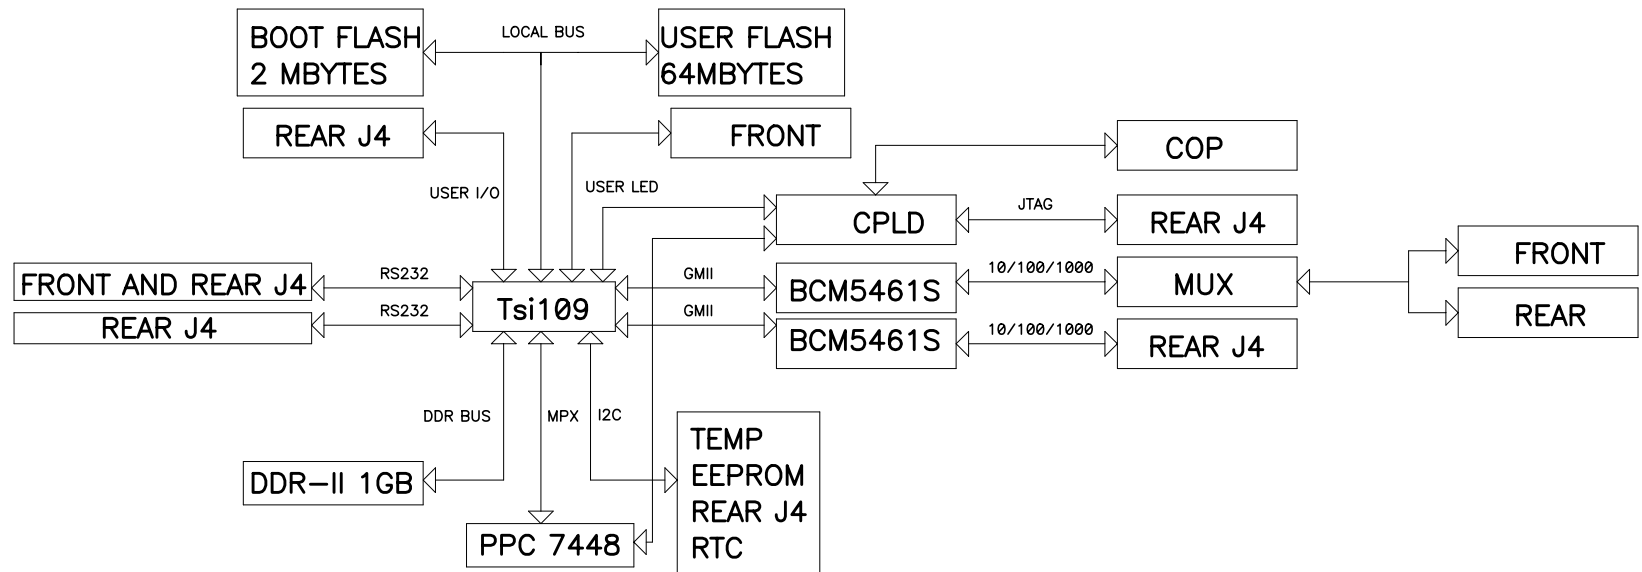 BOOT FLASH
2 MBYTES
LOCAL BUS
USER FLASH
64MBYTES
REAR J4
FRONT
COP
USER I/O
USER LED
CPLD
JTAG
REAR J4
FRONT AND REAR J4
RS232
Tsi109
GMII
BCM5461S
10/100/1000
MUX
FRONT
REAR
REAR J4
RS232
GMII
BCM5461S
10/100/1000
REAR J4
DDR BUS
MPX
I2C
DDR-II 1GB
PPC 7448
TEMP
EEPROM
REAR J4
RTC